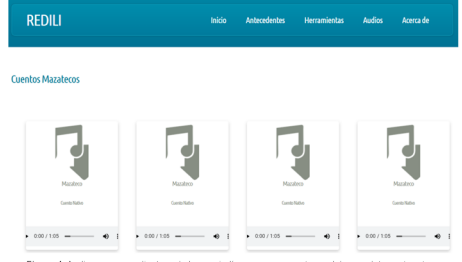 REDILI
Inicio Antecedentes Herramientas Audios Acerca de
Cuentos Mazatecos
Mazateco Mazateco Mazateco Mazateco
Cuento Nativo Cuento Nativo Cuento Nativo Cuento Nativo
0:00 / 1:05 0:00 / 1:05 0:00 / 1:05 0:00 / 1:05